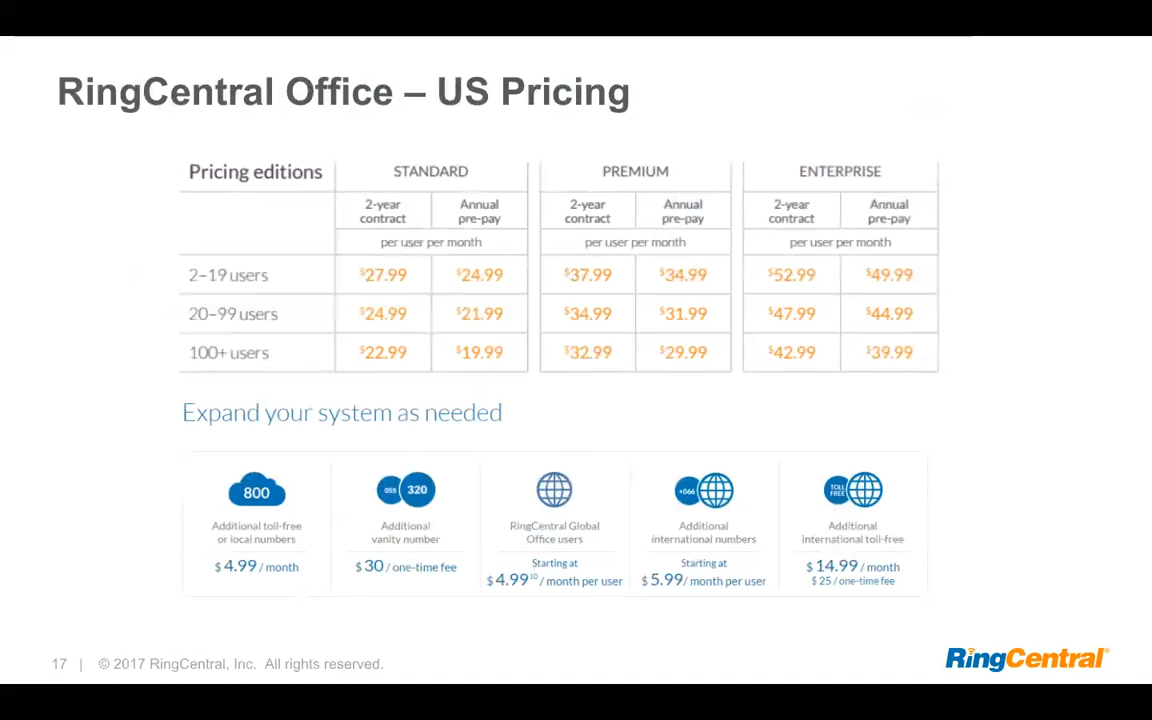 RingCentral Office – US Pricing
Pricing editions STANDARD PREMIUM ENTERPRISE
2-year contract Annual pre-pay 2-year contract Annual pre-pay 2-year contract Annual pre-pay
per user per month per user per month per user per month
2–19 users $27.99 $24.99 $37.99 $34.99 $52.99 $49.99
20–99 users $24.99 $21.99 $34.99 $31.99 $47.99 $44.99
100+ users $22.99 $19.99 $32.99 $29.99 $42.99 $39.99
Expand your system as needed
800
Additional toll-free
or local numbers
$ 4.99 / month
055 320
Additional
vanity number
$ 30 / one-time fee
RingCentral Global
Office users
Starting at
$ 4.99¹⁰ / month per user
+066
Additional
international numbers
Starting at
$ 5.99 / month per user
TOLL
FREE
Additional
international toll-free
$ 14.99 / month
$ 25 / one-time fee
17 | © 2017 RingCentral, Inc. All rights reserved.
RingCentral®